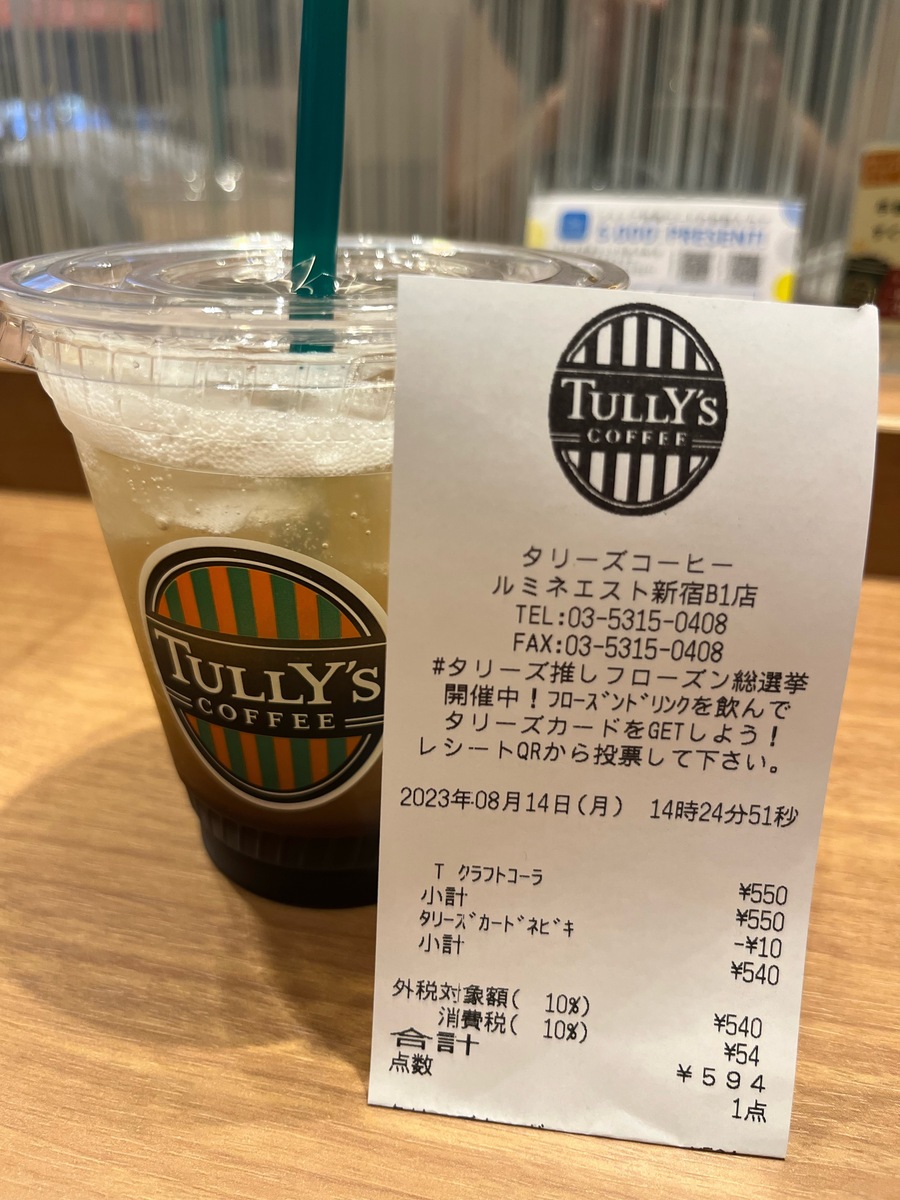 5,000 PRESENT!!
TULLY'S
COFFEE
TULLY'S
COFFEE
タリーズコーヒー
ルミネエスト新宿B1店
TEL:03-5315-0408
FAX:03-5315-0408
#タリーズ推しフローズン総選挙
開催中！フローズンドリンクを飲んで
タリーズカードをGETしよう！
レシートQRから投票して下さい。
2023年08月14日(月) 14時24分51秒
T クラフトコーラ ¥550
小計 ¥550
タリーズカードネビキ -¥10
小計 ¥540
外税対象額( 10%) ¥540
消費税( 10%) ¥54
合計 ¥594
点数 1点